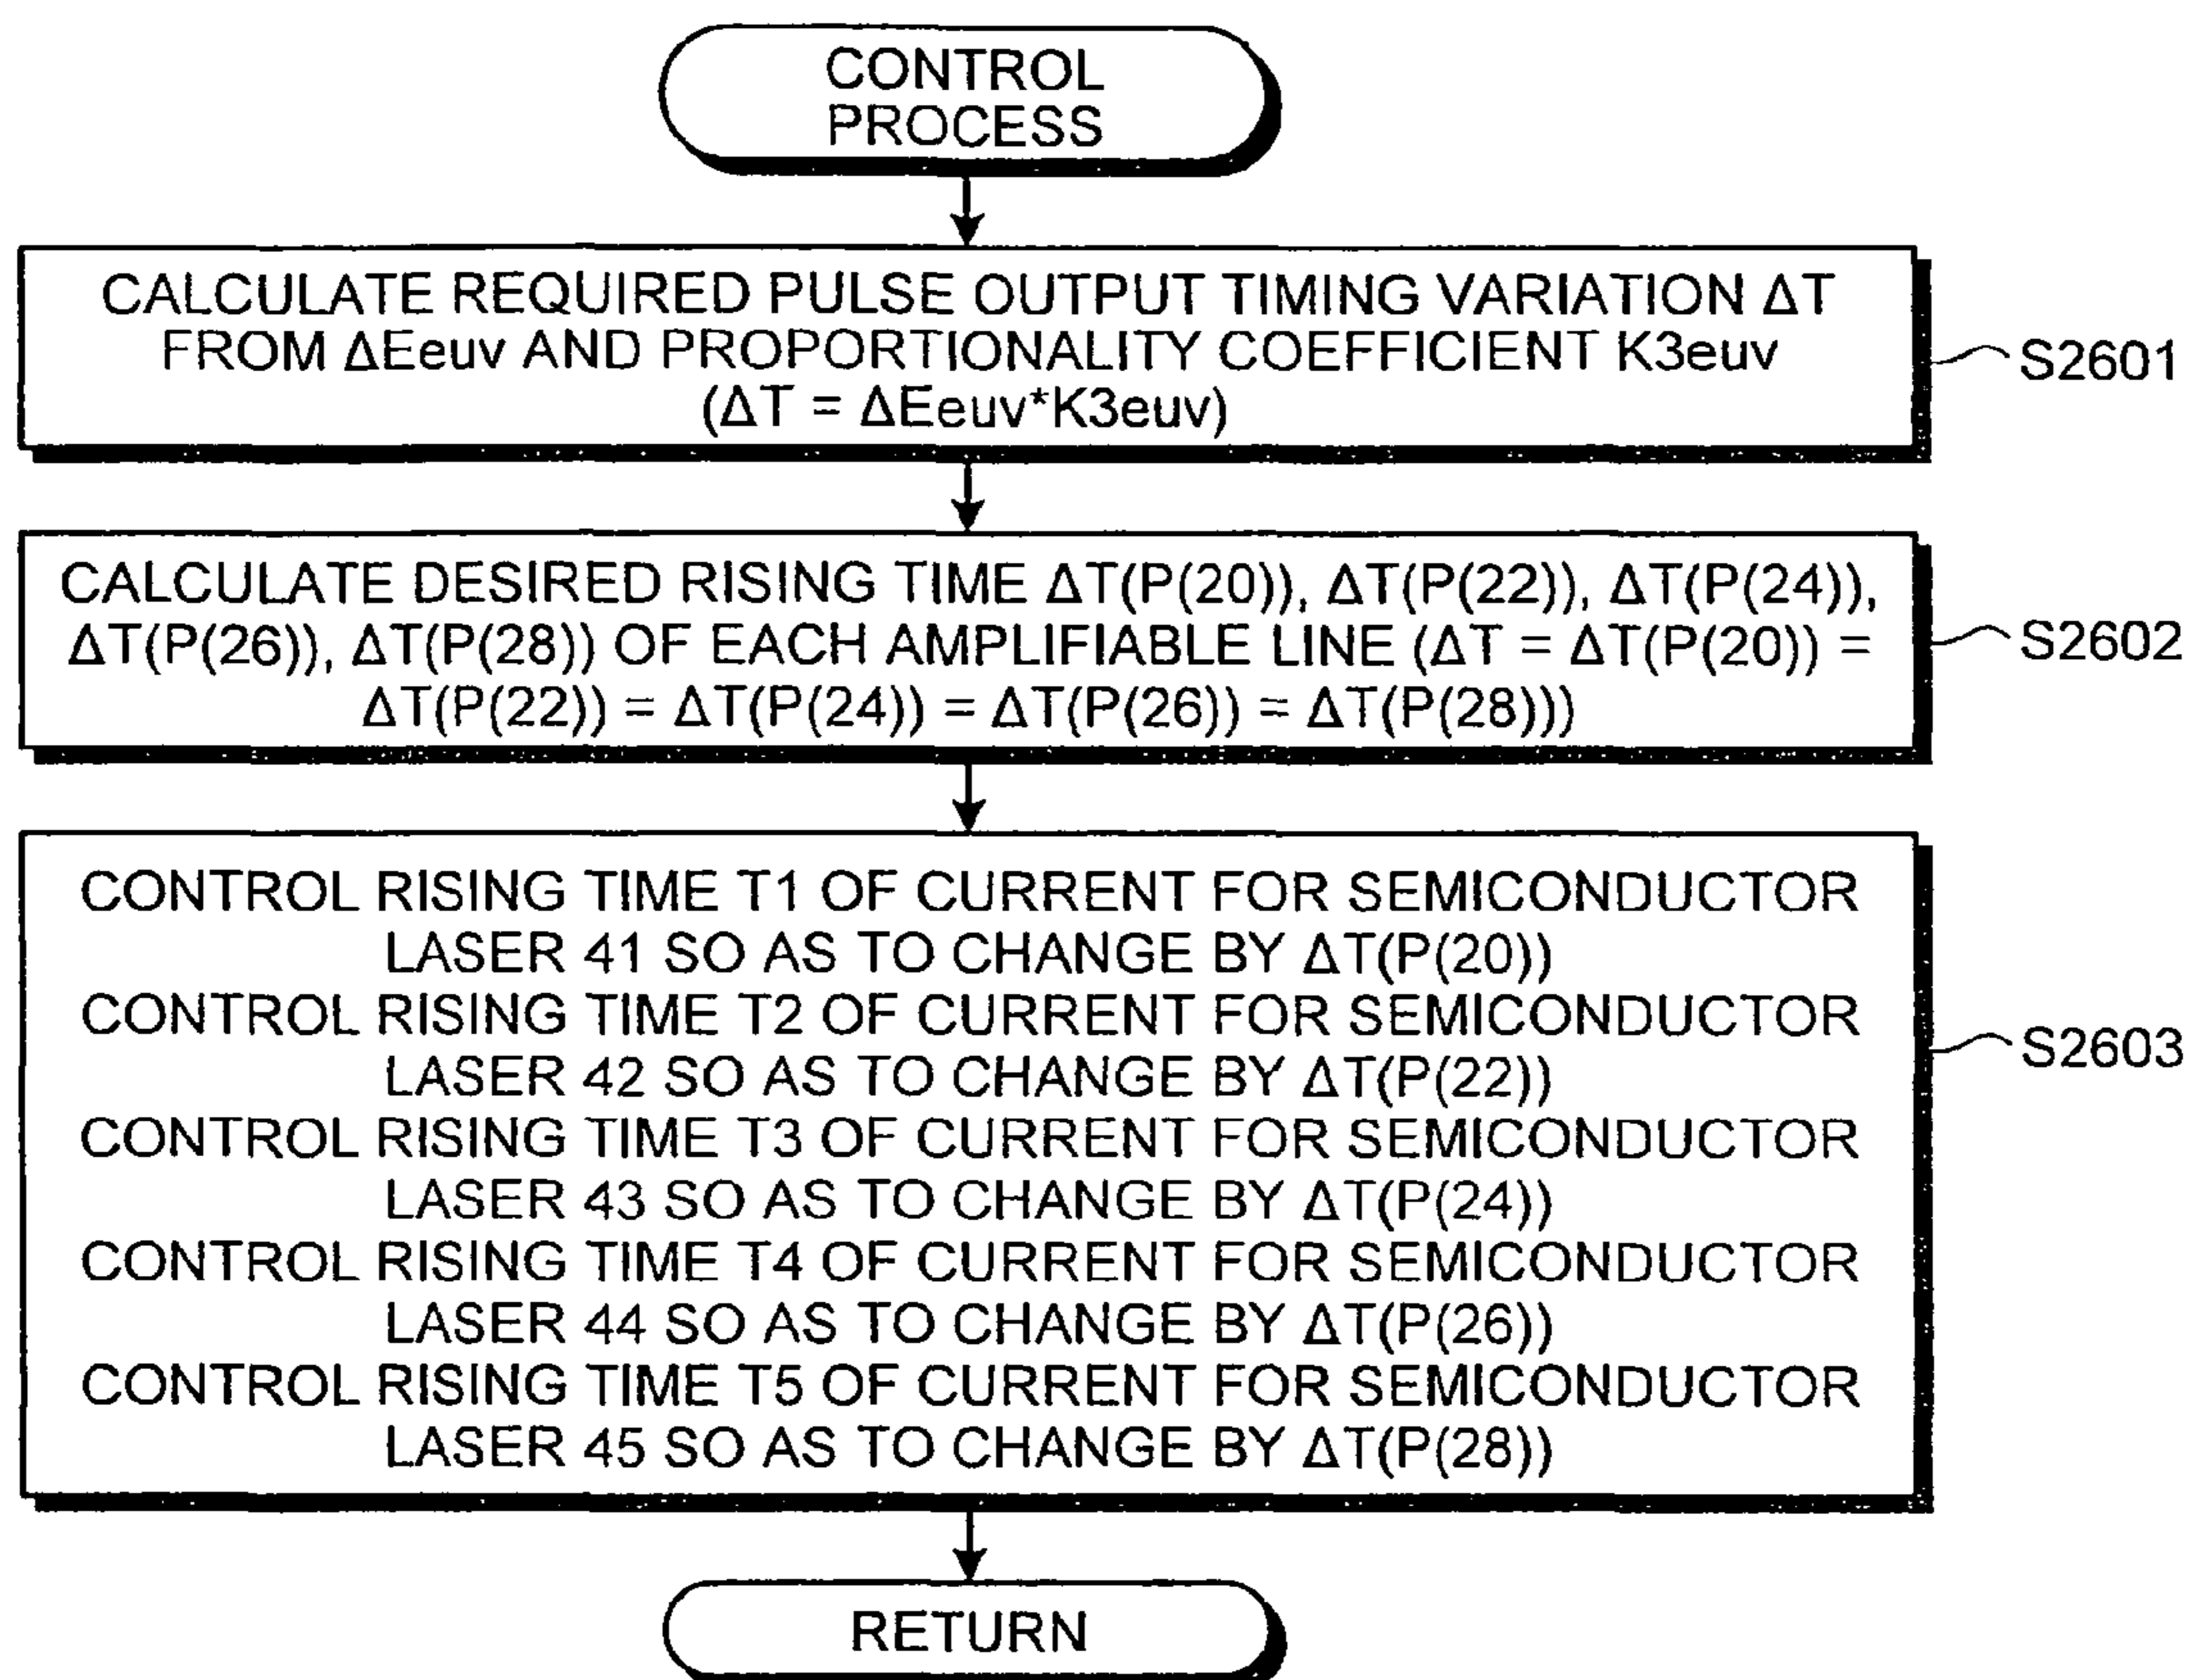 CONTROL
PROCESS
CALCULATE REQUIRED PULSE OUTPUT TIMING VARIATION ΔT
FROM ΔEeuv AND PROPORTIONALITY COEFFICIENT K3euv
(ΔT = ΔEeuv*K3euv)
S2601
CALCULATE DESIRED RISING TIME ΔT(P(20)), ΔT(P(22)), ΔT(P(24)),
ΔT(P(26)), ΔT(P(28)) OF EACH AMPLIFIABLE LINE (ΔT = ΔT(P(20)) =
ΔT(P(22)) = ΔT(P(24)) = ΔT(P(26)) = ΔT(P(28)))
S2602
CONTROL RISING TIME T1 OF CURRENT FOR SEMICONDUCTOR
LASER 41 SO AS TO CHANGE BY ΔT(P(20))
CONTROL RISING TIME T2 OF CURRENT FOR SEMICONDUCTOR
LASER 42 SO AS TO CHANGE BY ΔT(P(22))
CONTROL RISING TIME T3 OF CURRENT FOR SEMICONDUCTOR
LASER 43 SO AS TO CHANGE BY ΔT(P(24))
CONTROL RISING TIME T4 OF CURRENT FOR SEMICONDUCTOR
LASER 44 SO AS TO CHANGE BY ΔT(P(26))
CONTROL RISING TIME T5 OF CURRENT FOR SEMICONDUCTOR
LASER 45 SO AS TO CHANGE BY ΔT(P(28))
S2603
RETURN